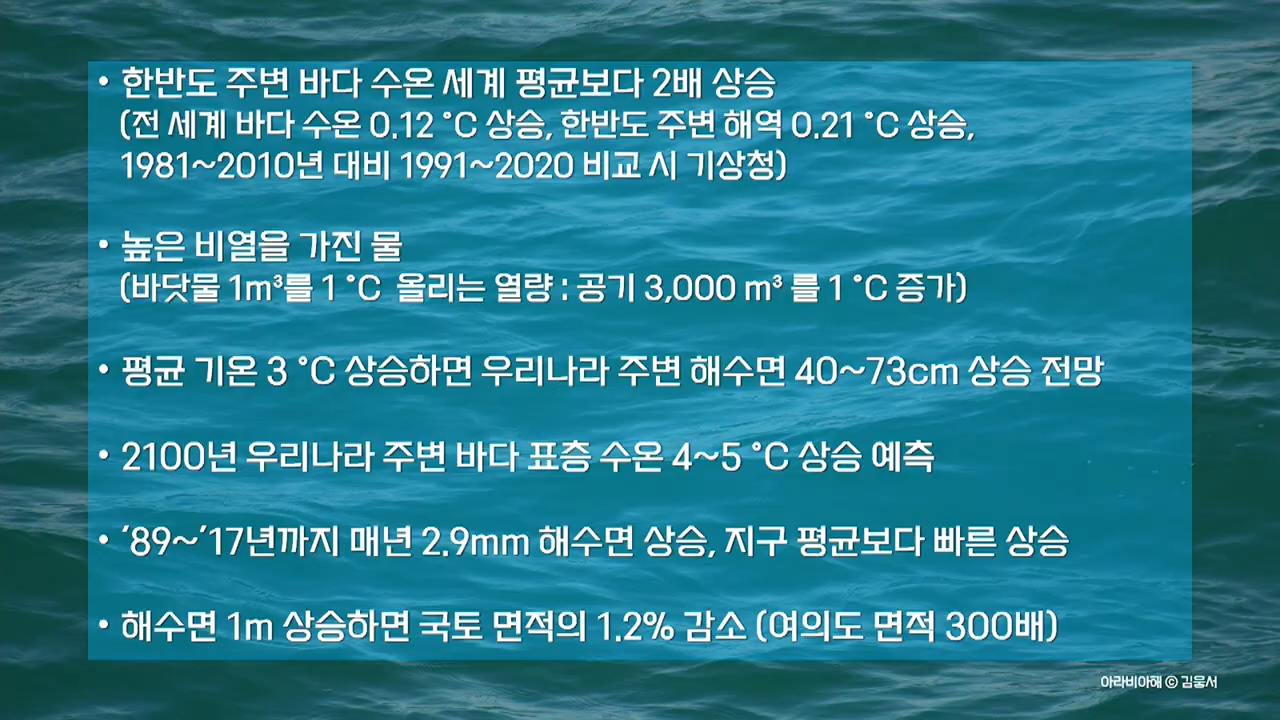 • 한반도 주변 바다 수온 세계 평균보다 2배 상승
(전 세계 바다 수온 0.12 °C 상승, 한반도 주변 해역 0.21 °C 상승,
1981~2010년 대비 1991~2020 비교 시 기상청)
• 높은 비열을 가진 물
(바닷물 1m³를 1 °C 올리는 열량 : 공기 3,000 m³ 를 1 °C 증가)
• 평균 기온 3 °C 상승하면 우리나라 주변 해수면 40~73cm 상승 전망
• 2100년 우리나라 주변 바다 표층 수온 4~5 °C 상승 예측
• ‘89~’17년까지 매년 2.9mm 해수면 상승, 지구 평균보다 빠른 상승
• 해수면 1m 상승하면 국토 면적의 1.2% 감소 (여의도 면적 300배)
아라비아해 © 김웅서